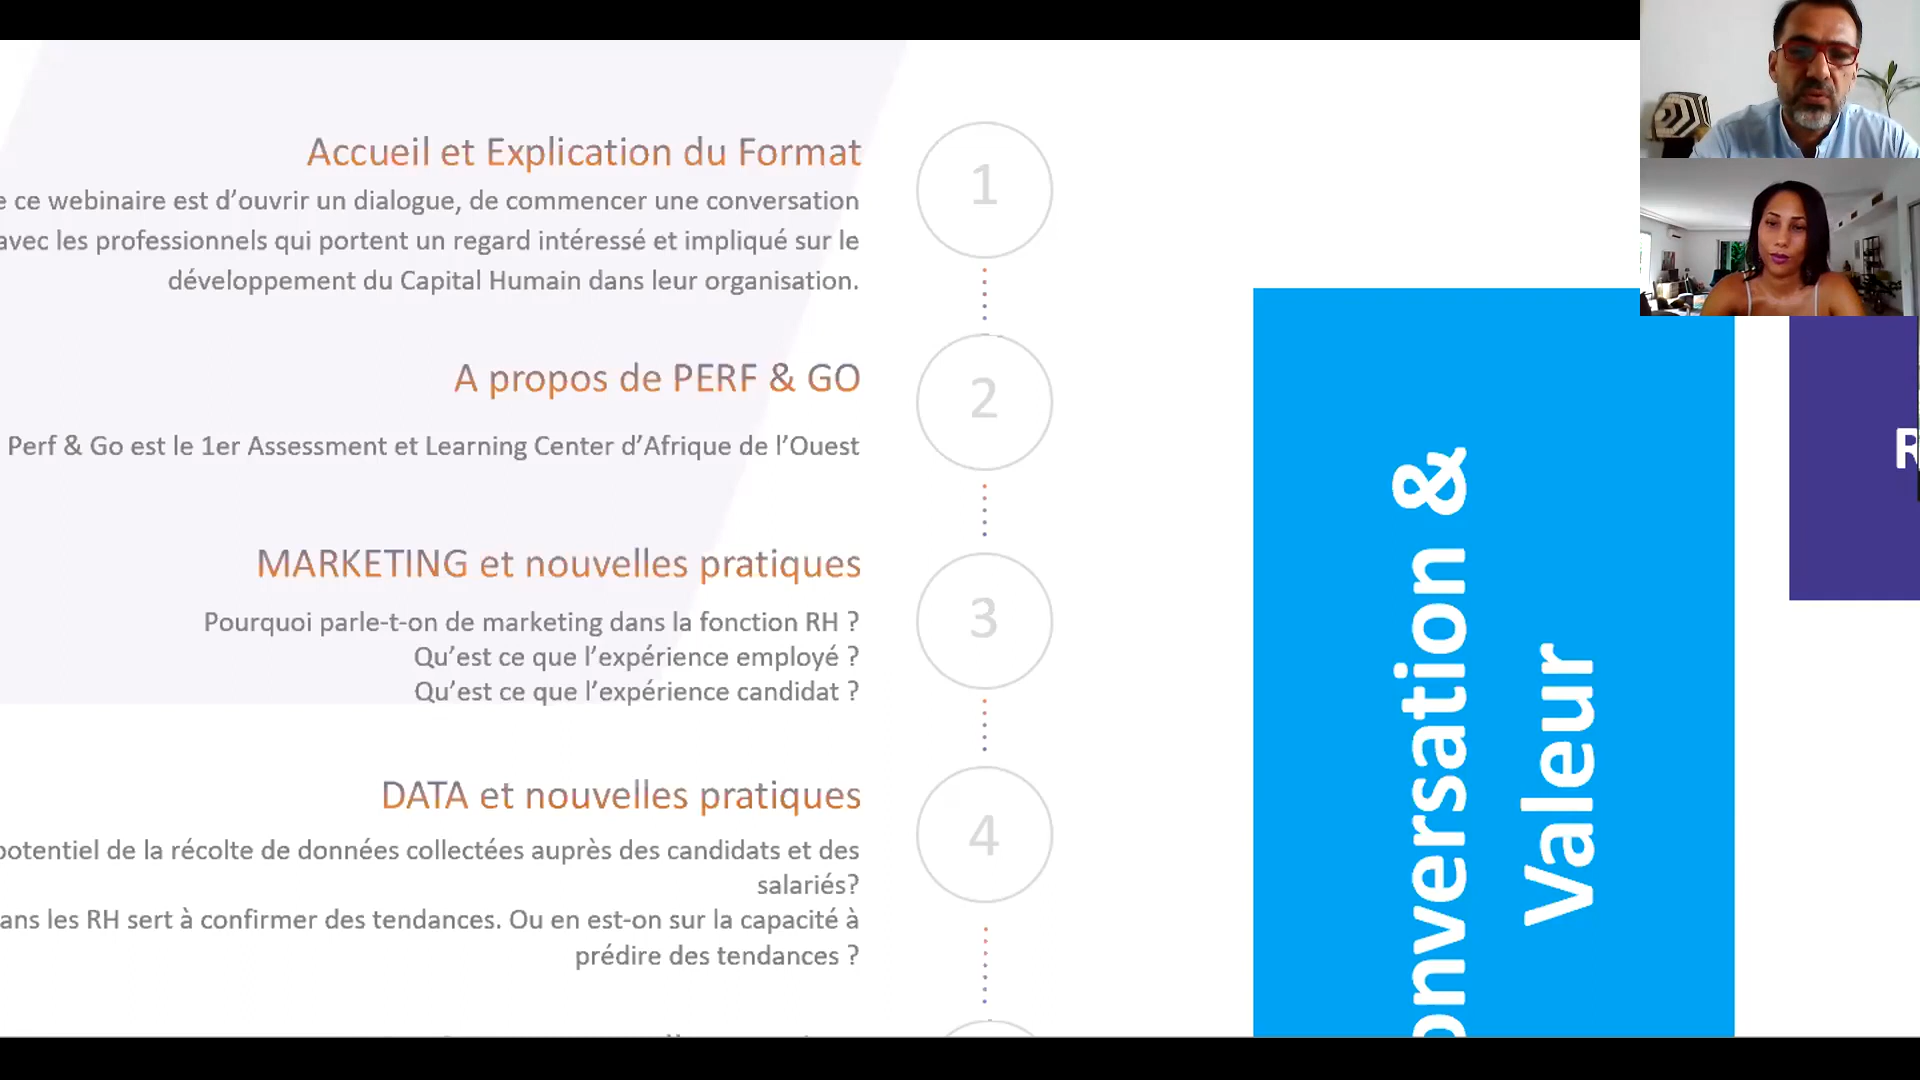 Accueil et Explication du Format
1
ce webinaire est d’ouvrir un dialogue, de commencer une conversation
avec les professionnels qui portent un regard intéressé et impliqué sur le
développement du Capital Humain dans leur organisation.
A propos de PERF & GO
2
Perf & Go est le 1er Assessment et Learning Center d’Afrique de l’Ouest
MARKETING et nouvelles pratiques
3
Pourquoi parle-t-on de marketing dans la fonction RH ?
Qu’est ce que l’expérience employé ?
Qu’est ce que l’expérience candidat ?
DATA et nouvelles pratiques
4
potentiel de la récolte de données collectées auprès des candidats et des
salariés?
ans les RH sert à confirmer des tendances. Ou en est-on sur la capacité à
prédire des tendances ?
onversation &
Valeur
R